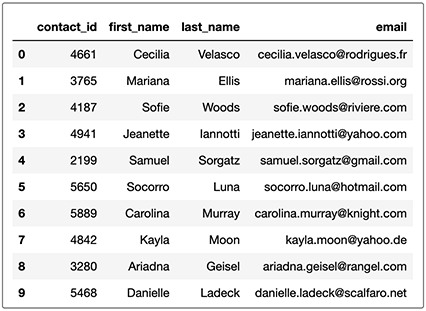 contact_id first_name last_name email
0 4661 Cecilia Velasco cecilia.velasco@rodrigues.fr
1 3765 Mariana Ellis mariana.ellis@rossi.org
2 4187 Sofie Woods sofie.woods@riviere.com
3 4941 Jeanette Iannotti jeanette.iannotti@yahoo.com
4 2199 Samuel Sorgatz samuel.sorgatz@gmail.com
5 5650 Socorro Luna socorro.luna@hotmail.com
6 5889 Carolina Murray carolina.murray@knight.com
7 4842 Kayla Moon kayla.moon@yahoo.de
8 3280 Ariadna Geisel ariadna.geisel@rangel.com
9 5468 Danielle Ladeck danielle.ladeck@scalfaro.net